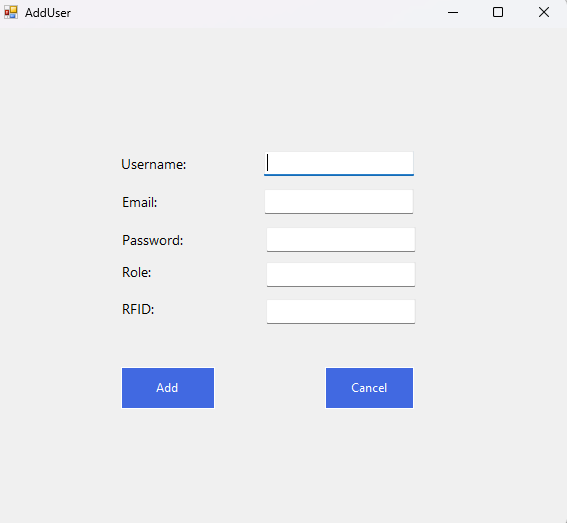 AddUser
Username:
Email:
Password:
Role:
RFID:
Add Cancel